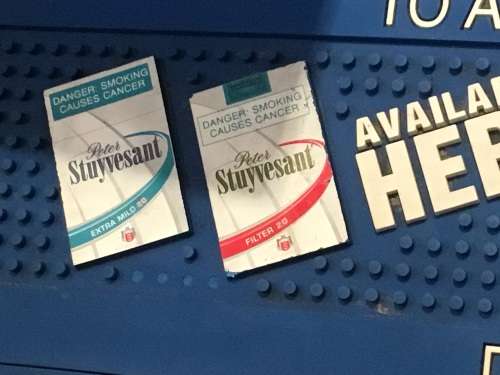 TO A
DANGER: SMOKING
CAUSES CANCER
Peter
Stuyvesant
EXTRA MILD 20
DANGER: SMOKING
CAUSES CANCER
Peter
Stuyvesant
FILTER 20
AVAILA
HE